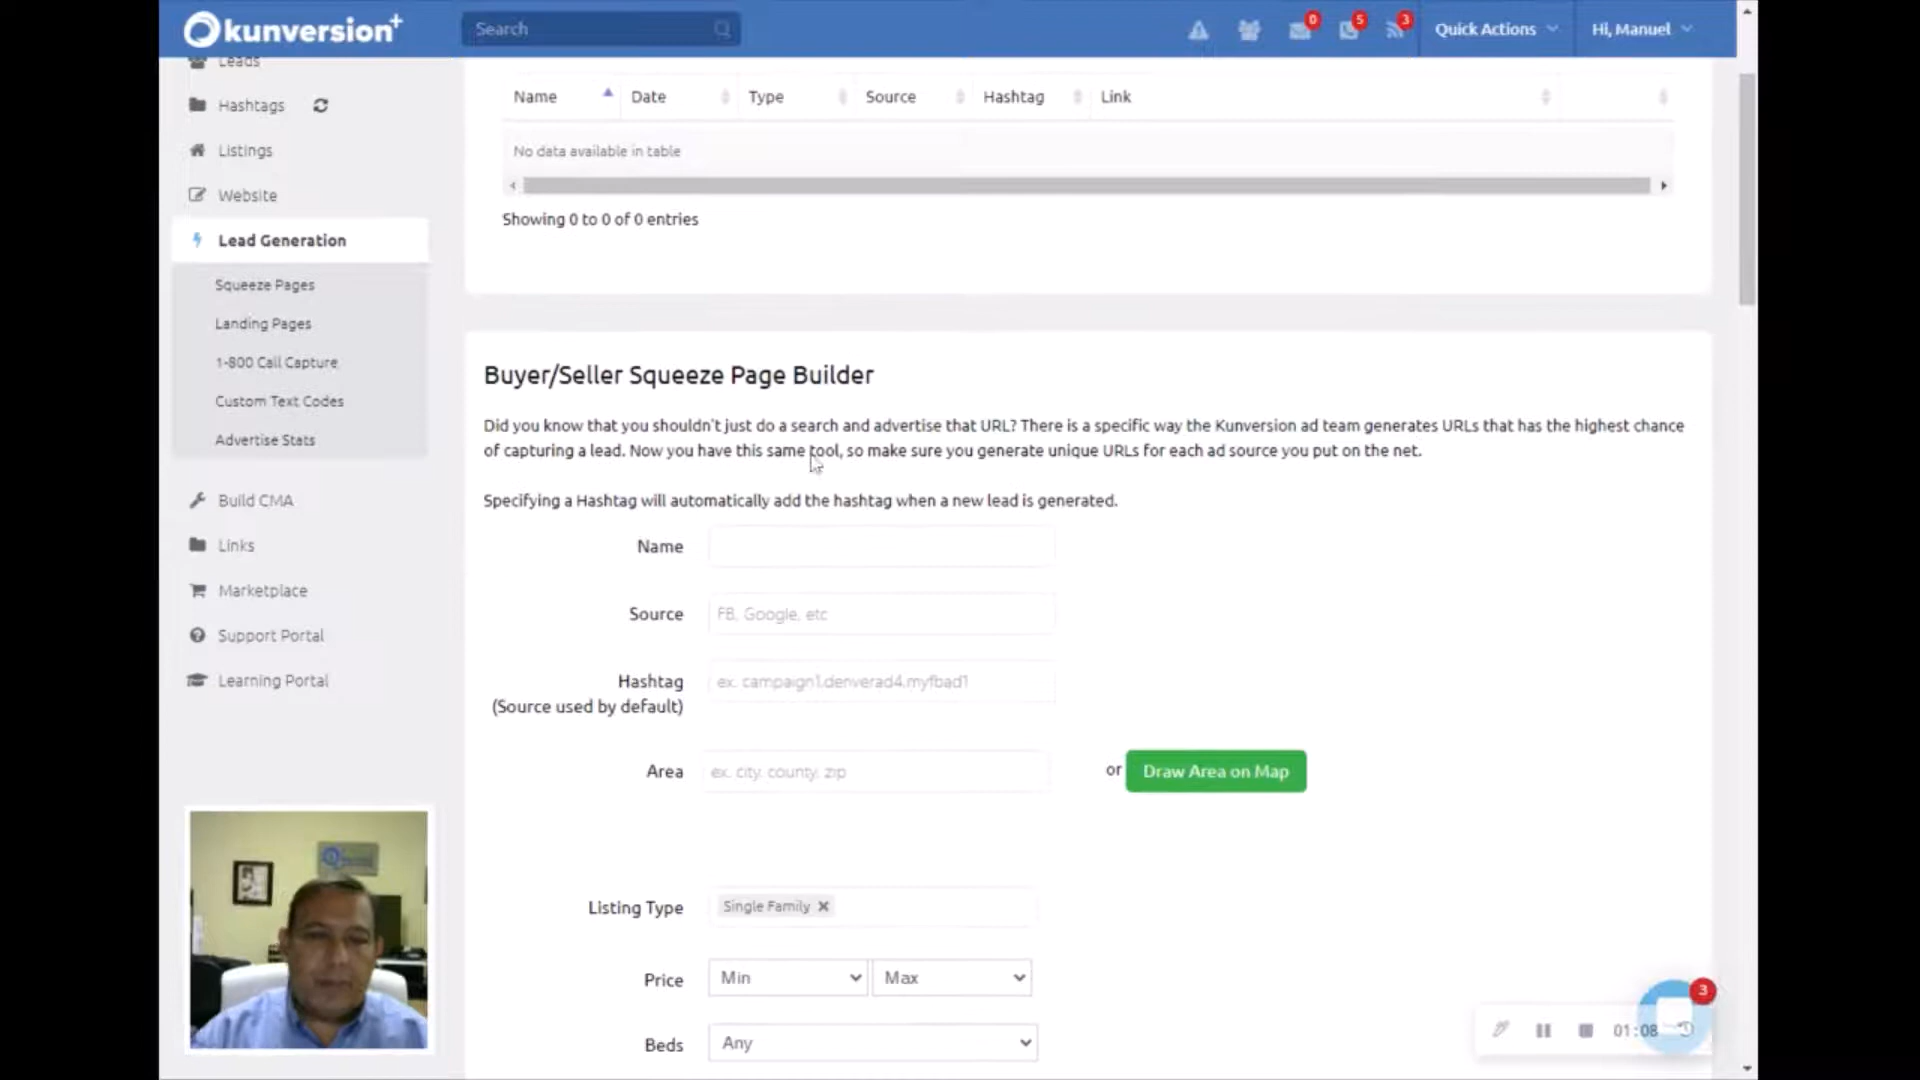 kunversion+
Search
0
5
3
Quick Actions
Hi, Manuel
Leads
Hashtags
Listings
Website
Lead Generation
Squeeze Pages
Landing Pages
1-800 Call Capture
Custom Text Codes
Advertise Stats
Build CMA
Links
Marketplace
Support Portal
Learning Portal
Name Date Type Source Hashtag Link
No data available in table
Showing 0 to 0 of 0 entries
Buyer/Seller Squeeze Page Builder
Did you know that you shouldn't just do a search and advertise that URL? There is a specific way the Kunversion ad team generates URLs that has the highest chance
of capturing a lead. Now you have this same tool, so make sure you generate unique URLs for each ad source you put on the net.
Specifying a Hashtag will automatically add the hashtag when a new lead is generated.
Name
Source FB, Google, etc
Hashtag ex. campaign1,denverad4,myfbad1
(Source used by default)
Area ex. city, county, zip or Draw Area on Map
Listing Type Single Family ×
Price Min Max
Beds Any
3
01:08